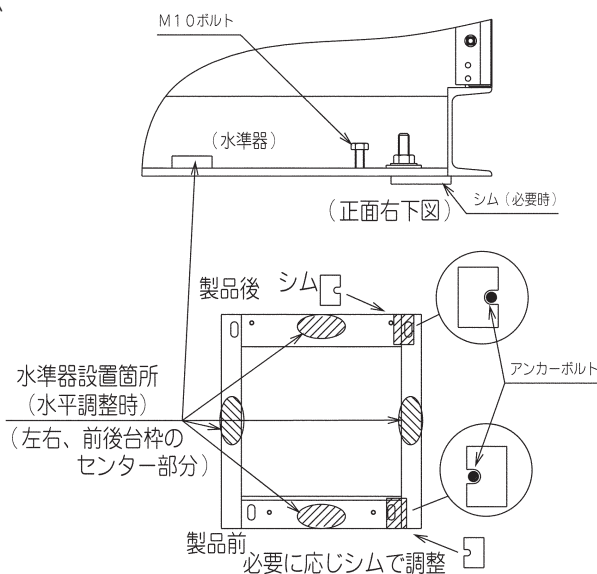 M10ボルト
(水準器)
シム(必要時)
(正面右下図)
製品後
シム
アンカーボルト
水準器設置箇所
(水平調整時)
(左右、前後台枠の
センター部分)
製品前
必要に応じシムで調整